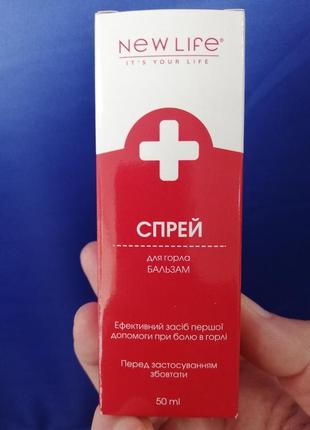 NEW LIFE®
IT'S YOUR LIFE
СПРЕЙ
для горла
БАЛЬЗАМ
Ефективний засіб першої
допомоги при болю в горлі
Перед застосуванням
збовтати
50 ml